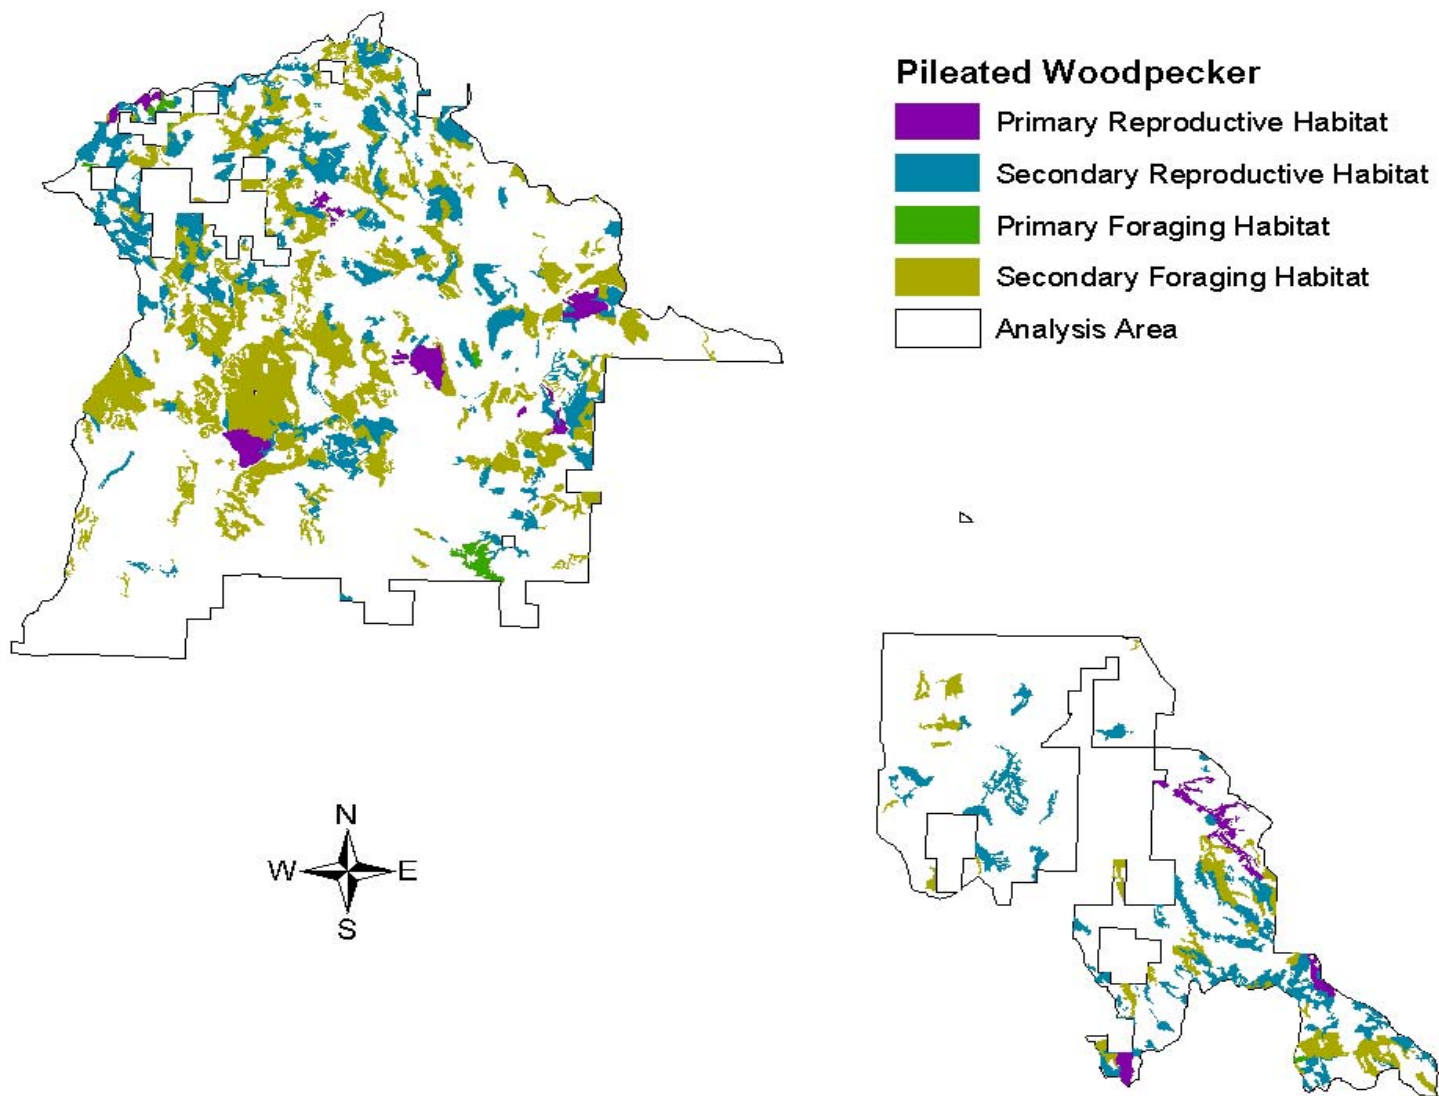 Pileated Woodpecker
Primary Reproductive Habitat
Secondary Reproductive Habitat
Primary Foraging Habitat
Secondary Foraging Habitat
Analysis Area
N
W E
S